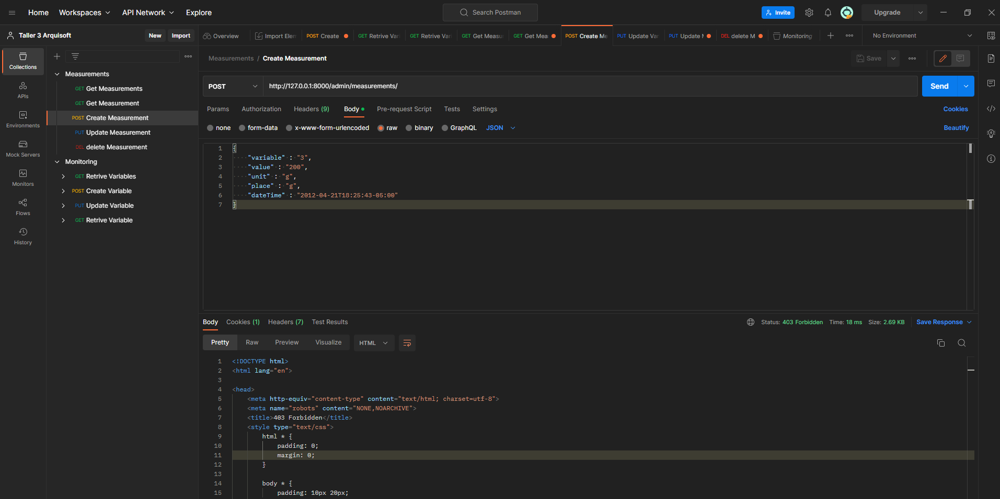 Home Workspaces API Network Explore
Search Postman
Invite
Upgrade
Taller 3 Arquisoft
New Import
Overview
Import Elem
POST Create
GET Retrive Vari
GET Retrive Vari
GET Get Measu
GET Get Mea
POST Create Me
PUT Update Var
PUT Update M
DEL delete M
Monitoring
No Environment
Collections
APIs
Environments
Mock Servers
Monitors
Flows
History
Measurements
GET Get Measurements
GET Get Measurement
POST Create Measurement
PUT Update Measurement
DEL delete Measurement
Monitoring
GET Retrive Variables
POST Create Variable
PUT Update Variable
GET Retrive Variable
Measurements / Create Measurement
Save
POST http://127.0.0.1:8000/admin/measurements/
Send
Params Authorization Headers (9) Body Pre-request Script Tests Settings
Cookies
none form-data x-www-form-urlencoded raw binary GraphQL JSON
Beautify
1 {
2 "variable" : "3",
3 "value" : "200",
4 "unit" : "g",
5 "place" : "g",
6 "dateTime" : "2012-04-21T18:25:43-05:00"
7 }
Body Cookies (1) Headers (7) Test Results
Status: 403 Forbidden Time: 18 ms Size: 2.69 KB
Save Response
Pretty Raw Preview Visualize HTML
1 <!DOCTYPE html>
2 <html lang="en">
3
4 <head>
5 <meta http-equiv="content-type" content="text/html; charset=utf-8">
6 <meta name="robots" content="NONE,NOARCHIVE">
7 <title>403 Forbidden</title>
8 <style type="text/css">
9 html * {
10 padding: 0;
11 margin: 0;
12 }
13
14 body * {
15 padding: 10px 20px;